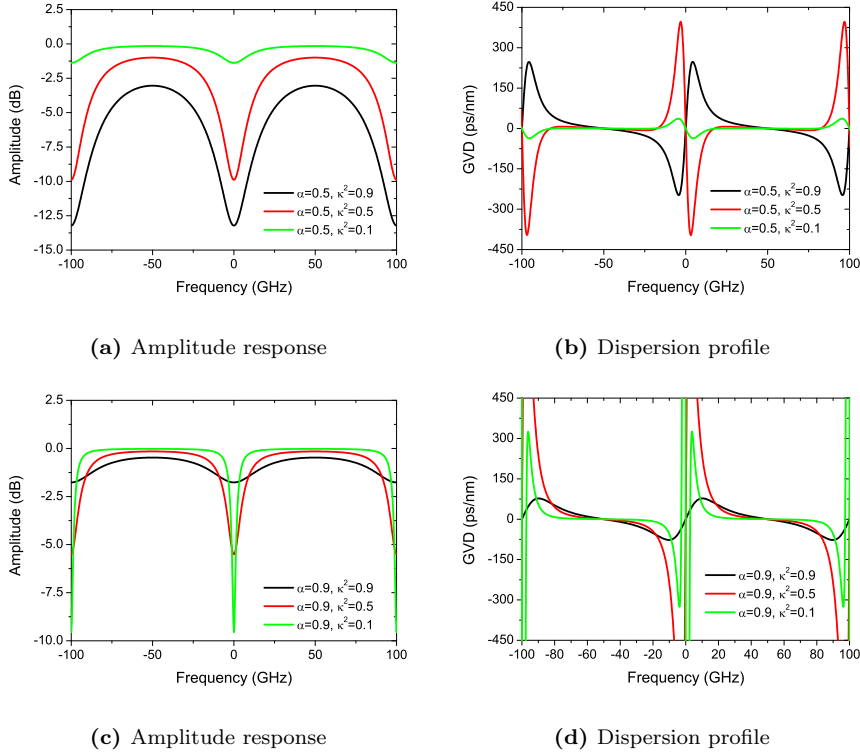 2.5
0.0
-2.5
-5.0
-7.5
-10.0
-12.5
-15.0
Amplitude (dB)
α=0.5, κ²=0.9
α=0.5, κ²=0.5
α=0.5, κ²=0.1
-100 -50 0 50 100
Frequency (GHz)
(a) Amplitude response
450
300
150
0
-150
-300
450
GVD (ps/nm)
α=0.5, κ²=0.9
α=0.5, κ²=0.5
α=0.5, κ²=0.1
-100 -50 0 50 100
Frequency (GHz)
(b) Dispersion profile
2.5
0.0
-2.5
-5.0
-7.5
-10.0
Amplitude (dB)
α=0.9, κ²=0.9
α=0.9, κ²=0.5
α=0.9, κ²=0.1
-100 -50 0 50 100
Frequency (GHz)
(c) Amplitude response
450
300
150
0
-150
-300
-450
GVD (ps/nm)
α=0.9, κ²=0.9
α=0.9, κ²=0.5
α=0.9, κ²=0.1
-100 -80 -60 -40 -20 0 20 40 60 80 100
Frequency (GHz)
(d) Dispersion profile